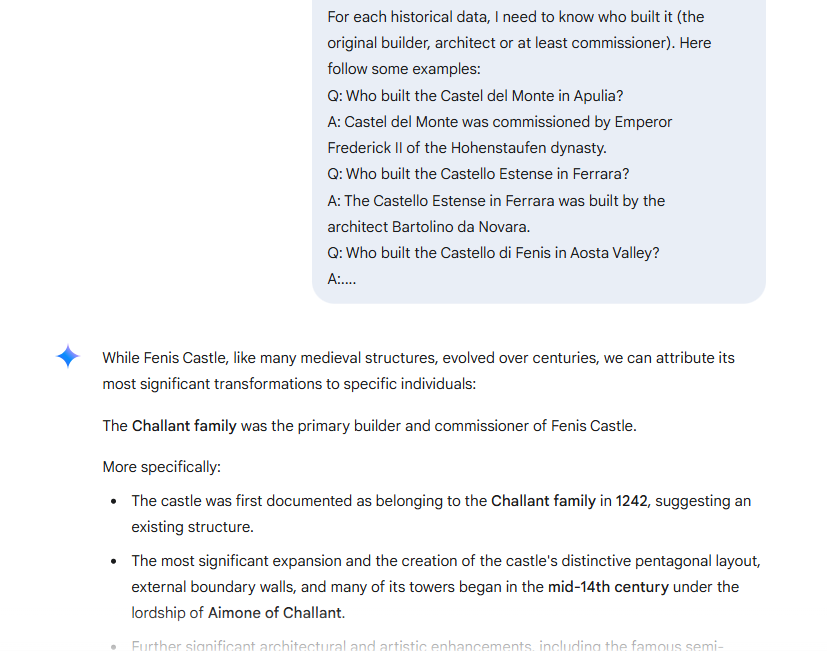 For each historical data, I need to know who built it (the
original builder, architect or at least commissioner). Here
follow some examples:
Q: Who built the Castel del Monte in Apulia?
A: Castel del Monte was commissioned by Emperor
Frederick II of the Hohenstaufen dynasty.
Q: Who built the Castello Estense in Ferrara?
A: The Castello Estense in Ferrara was built by the
architect Bartolino da Novara.
Q: Who built the Castello di Fenis in Aosta Valley?
A:....
While Fenis Castle, like many medieval structures, evolved over centuries, we can attribute its
most significant transformations to specific individuals:
The Challant family was the primary builder and commissioner of Fenis Castle.
More specifically:
• The castle was first documented as belonging to the Challant family in 1242, suggesting an
existing structure.
• The most significant expansion and the creation of the castle's distinctive pentagonal layout,
external boundary walls, and many of its towers began in the mid-14th century under the
lordship of Aimone of Challant.
• Further significant architectural and artistic enhancements, including the famous semi-